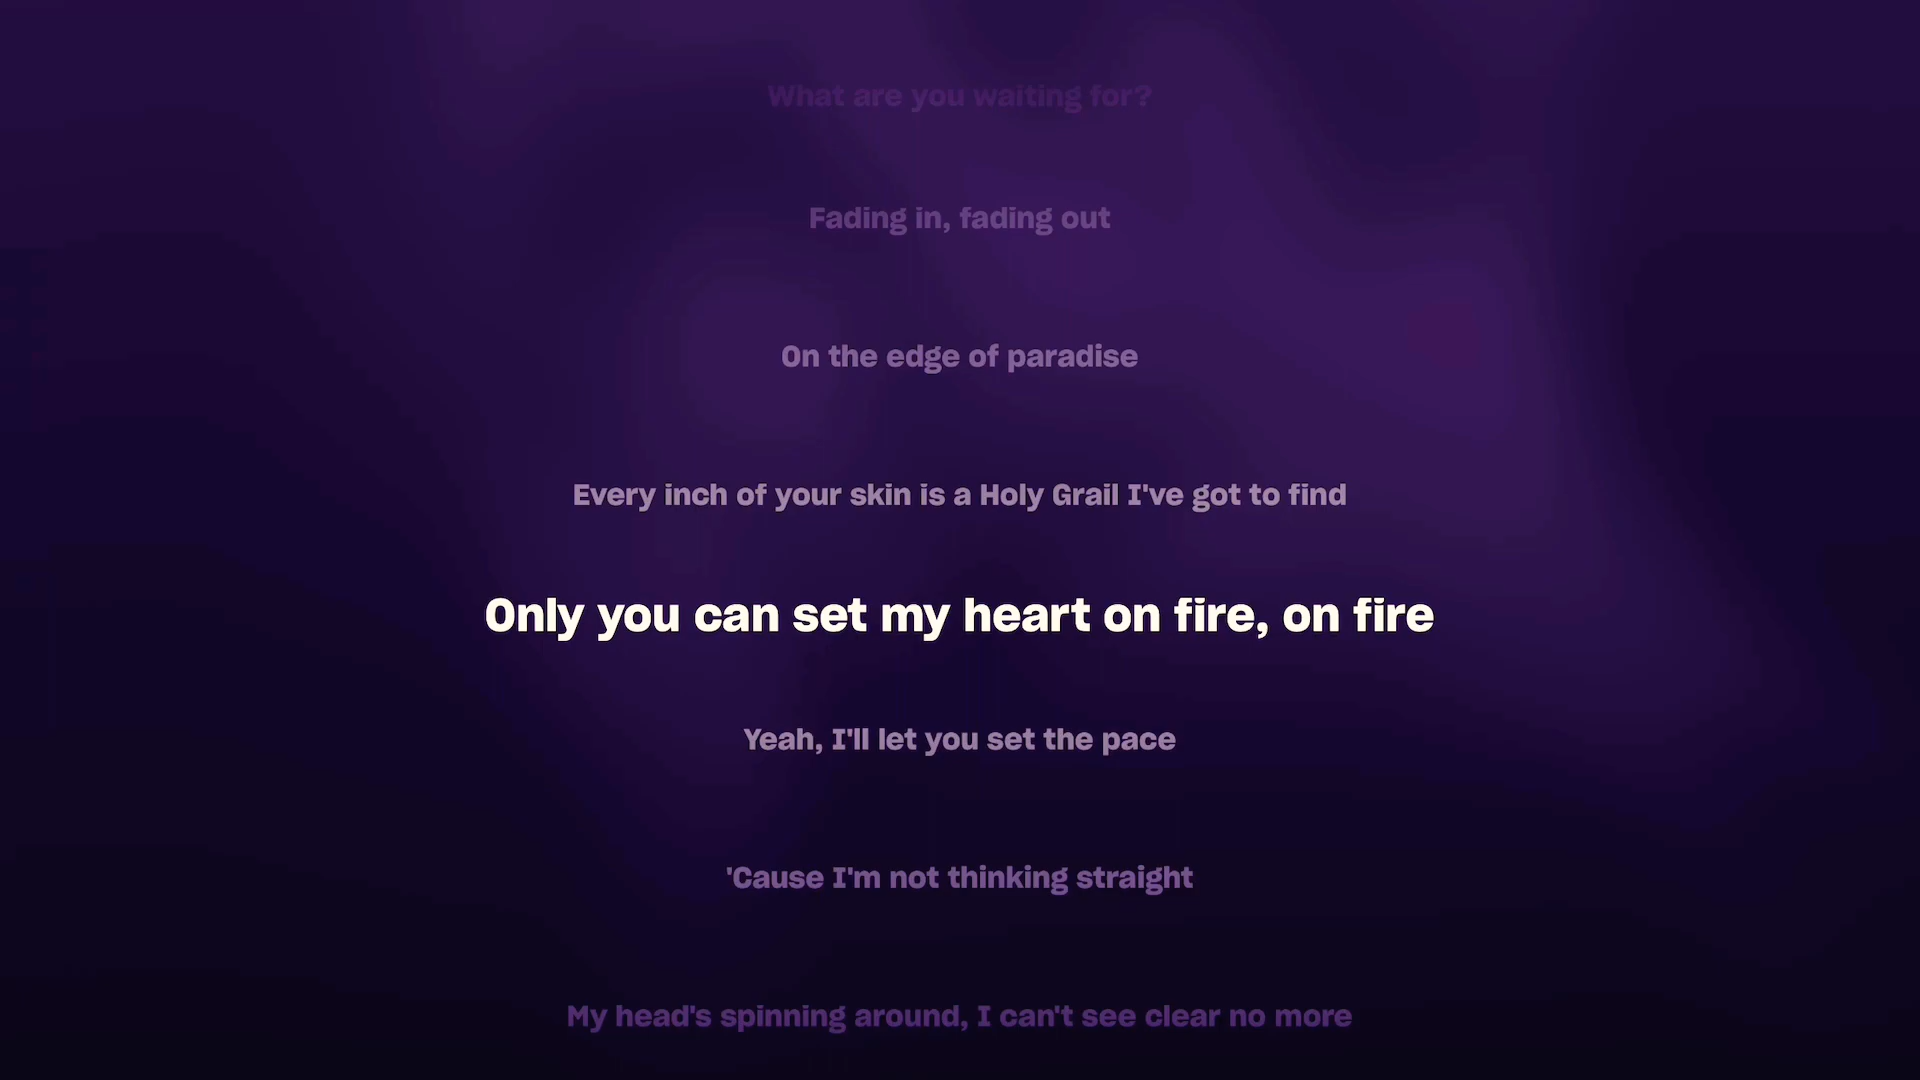 What are you waiting for?
Fading in, fading out
On the edge of paradise
Every inch of your skin is a Holy Grail I've got to find
Only you can set my heart on fire, on fire
Yeah, I'll let you set the pace
'Cause I'm not thinking straight
My head's spinning around, I can't see clear no more